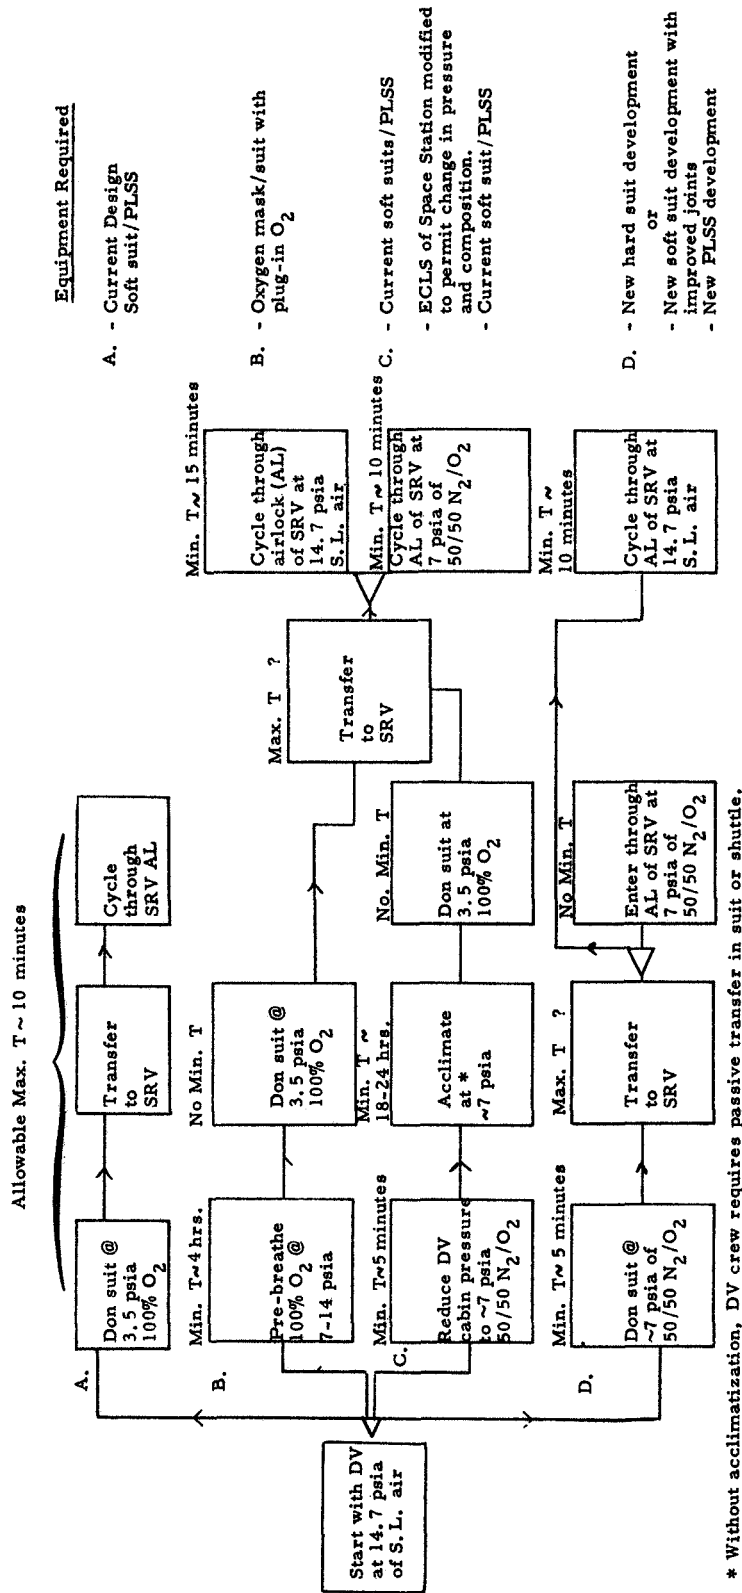 Allowable Max. T ~ 10 minutes
Start with DV
at 14.7 psia
of S.L. air
A.
Don suit @
3.5 psia
100% O2
Transfer
to
SRV
Cycle
through
SRV AL
B.
Min. T~4 hrs.
Pre-breathe
100% O2 @
7-14 psia
No Min. T
Don suit @
3.5 psia
100% O2
Max. T ?
Transfer
to
SRV
Min. T~ 15 minutes
Cycle through
airlock (AL)
of SRV at
14.7 psia
S.L. air
C.
Min. T~5 minutes
Reduce DV
cabin pressure
to ~7 psia
50/50 N2/O2
Min. T ~
18-24 hrs.
Acclimate
at *
~7 psia
No. Min. T
Don suit at
3.5 psia
100% O2
Min. T~ 10 minutes
Cycle through
AL of SRV at
7 psia of
50/50 N2/O2
D.
Min. T~ 5 minutes
Don suit @
~7 psia of
50/50 N2/O2
Max. T ?
Transfer
to SRV
No Min. T
Enter through
AL of SRV at
7 psia of
50/50 N2/O2
Min. T ~
10 minutes
Cycle through
AL of SRV at
14.7 psia
S.L. air
Equipment Required
A. - Current Design
Soft suit/PLSS
B. - Oxygen mask/suit with
plug-in O2
C. - Current soft suits/PLSS
- ECLS of Space Station modified
to permit change in pressure
and composition.
- Current soft suit/PLSS
D. - New hard suit development
or
- New soft suit development with
improved joints
- New PLSS development
* Without acclimatization, DV crew requires passive transfer in suit or shuttle.